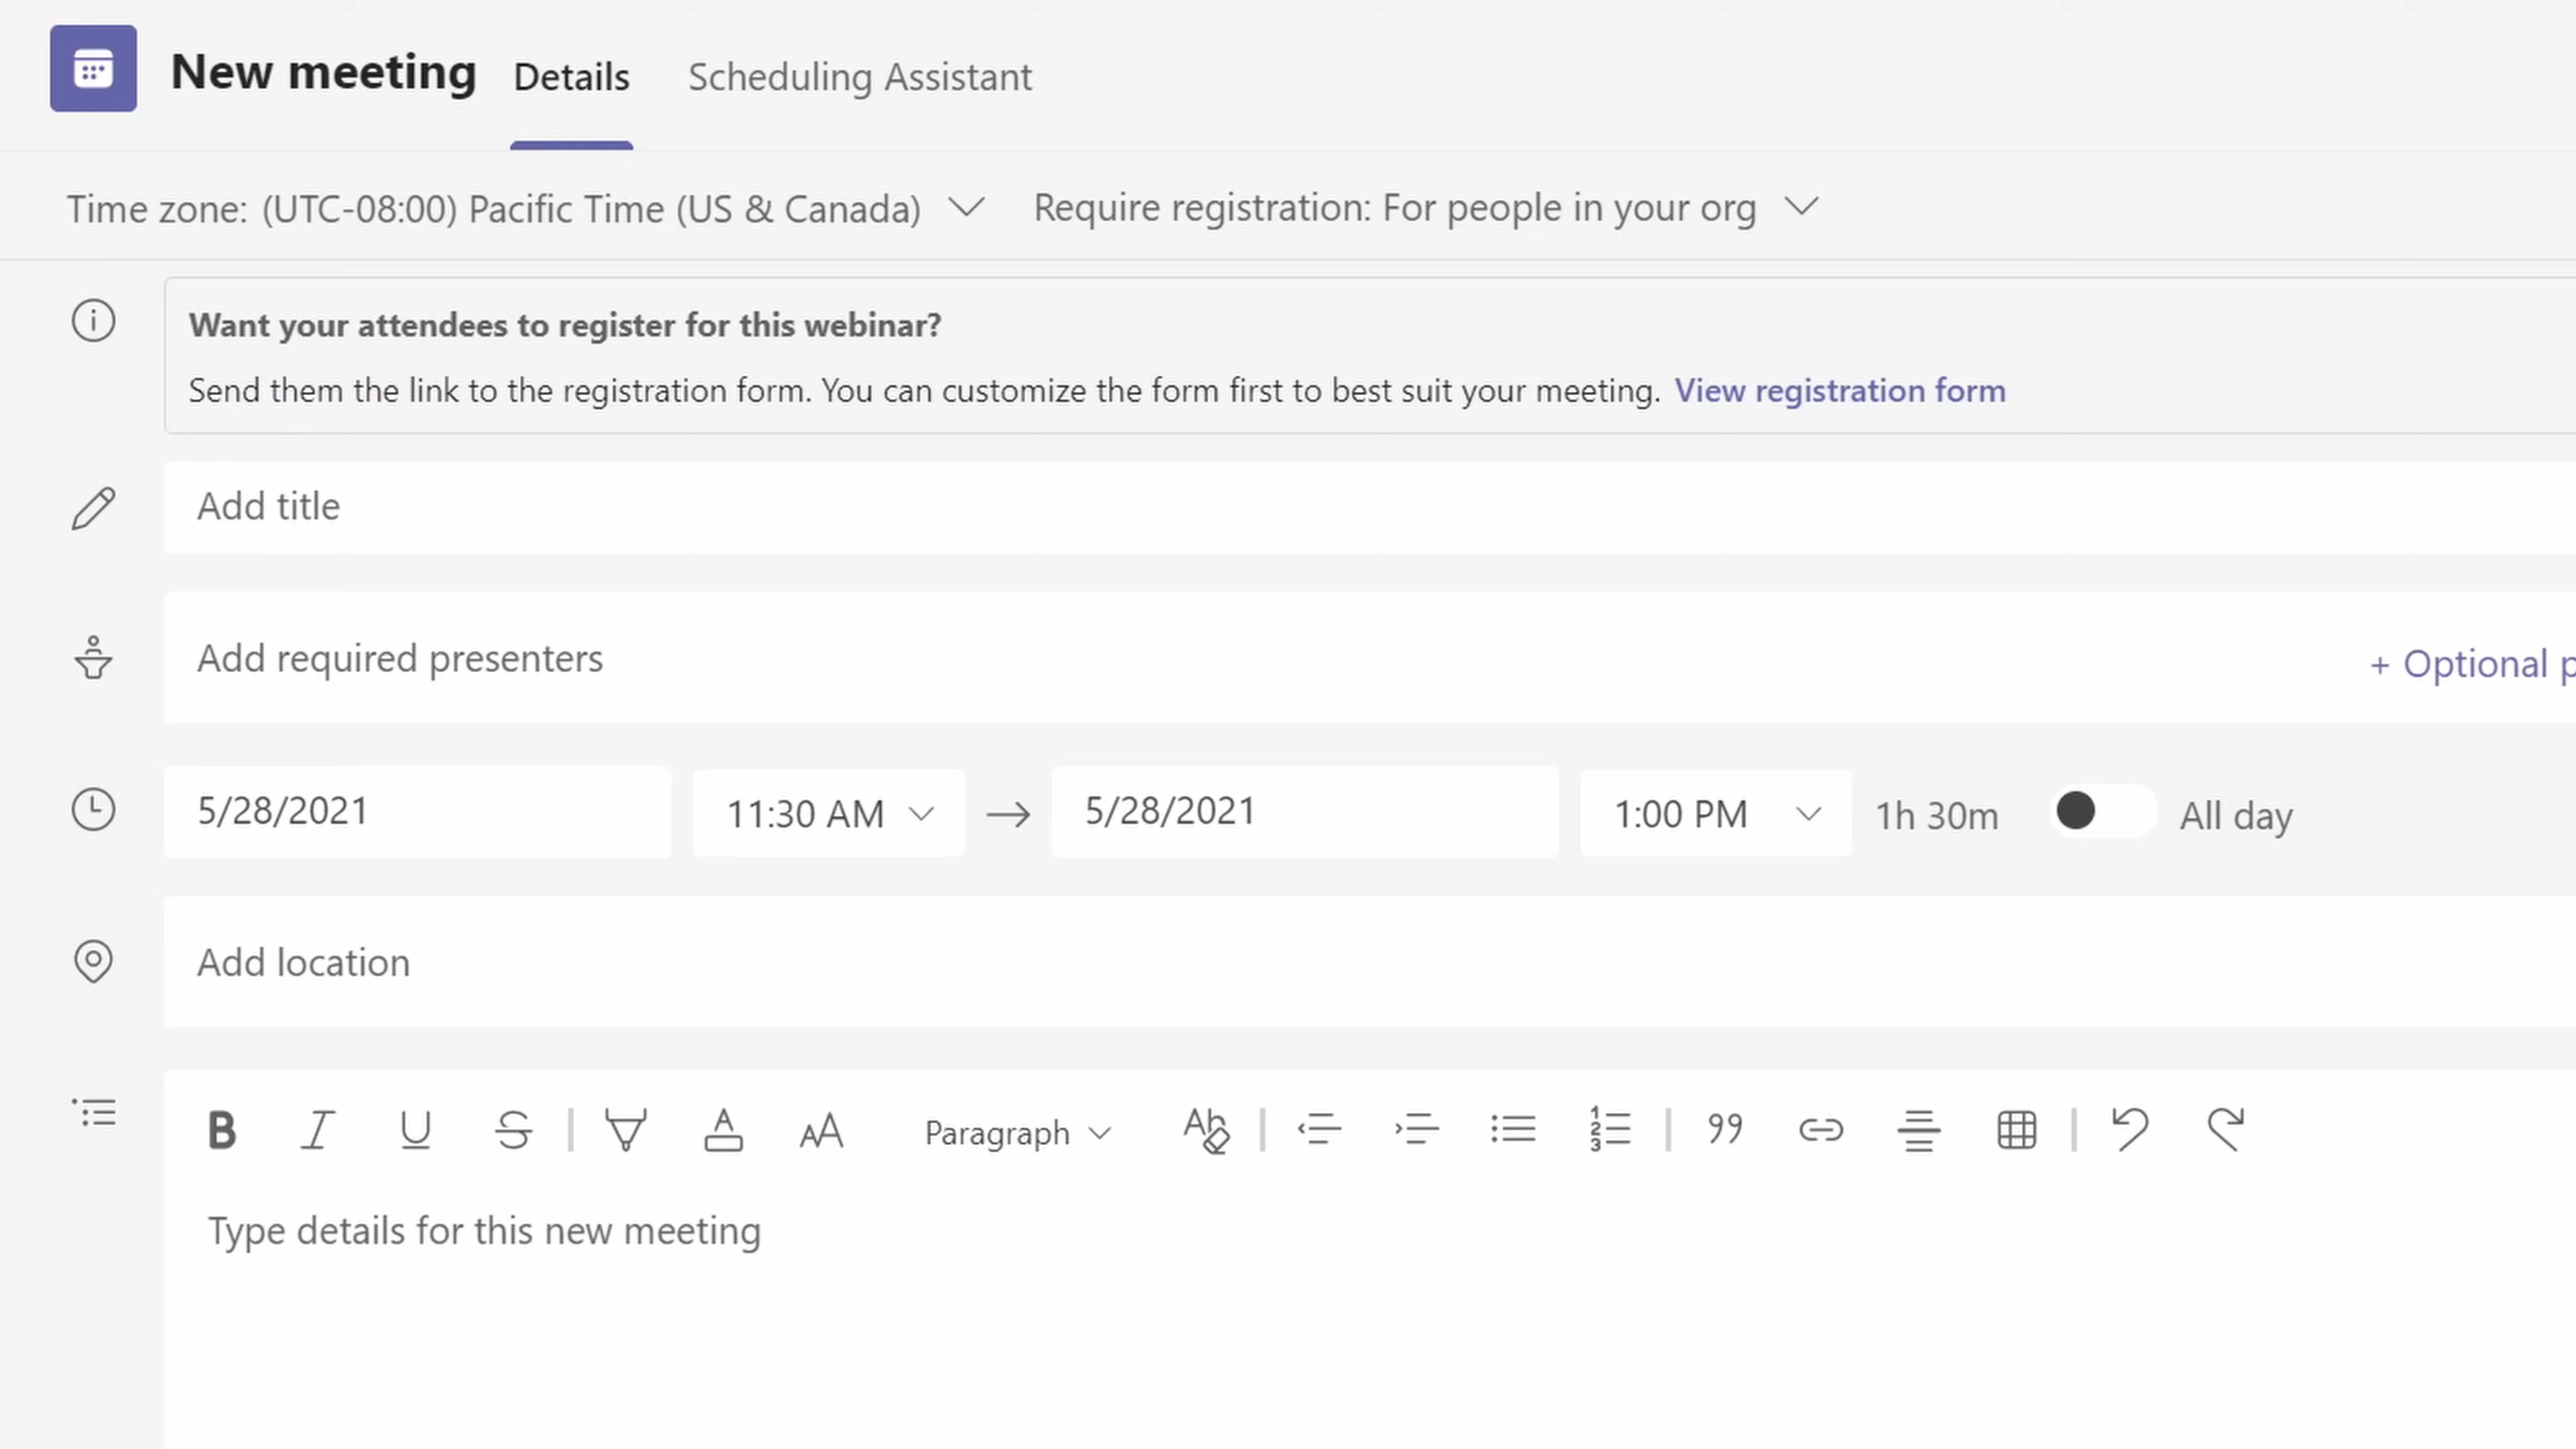 New meeting Details Scheduling Assistant
Time zone: (UTC-08:00) Pacific Time (US & Canada) Require registration: For people in your org
Want your attendees to register for this webinar?
Send them the link to the registration form. You can customize the form first to best suit your meeting. View registration form
Add title
Add required presenters + Optional p
5/28/2021 11:30 AM → 5/28/2021 1:00 PM 1h 30m All day
Add location
Paragraph
Type details for this new meeting